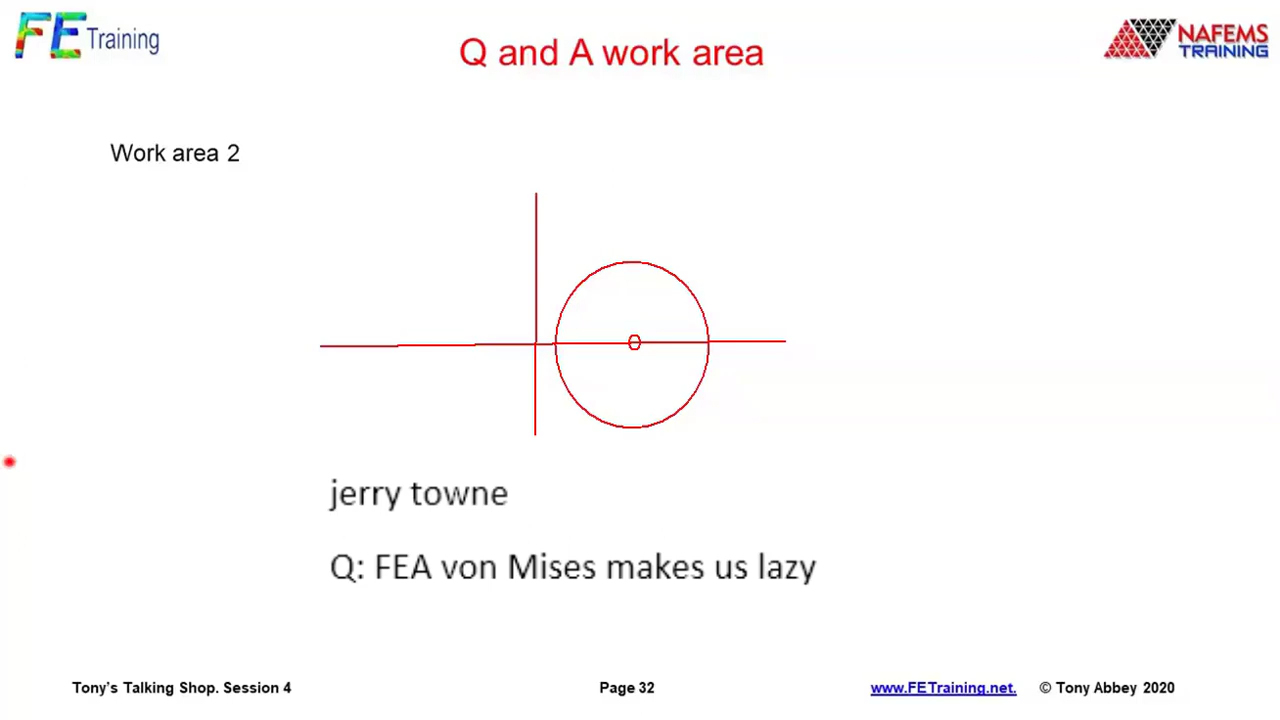 FE Training
NAFEMS
TRAINING
Q and A work area
Work area 2
jerry towne
Q: FEA von Mises makes us lazy
Tony's Talking Shop. Session 4
Page 32
www.FETraining.net.
© Tony Abbey 2020